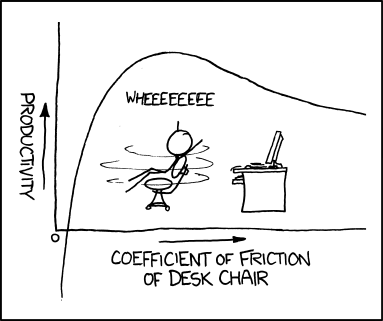 WHEEEEEEEE
PRODUCTIVITY
0
COEFFICIENT OF FRICTION
OF DESK CHAIR